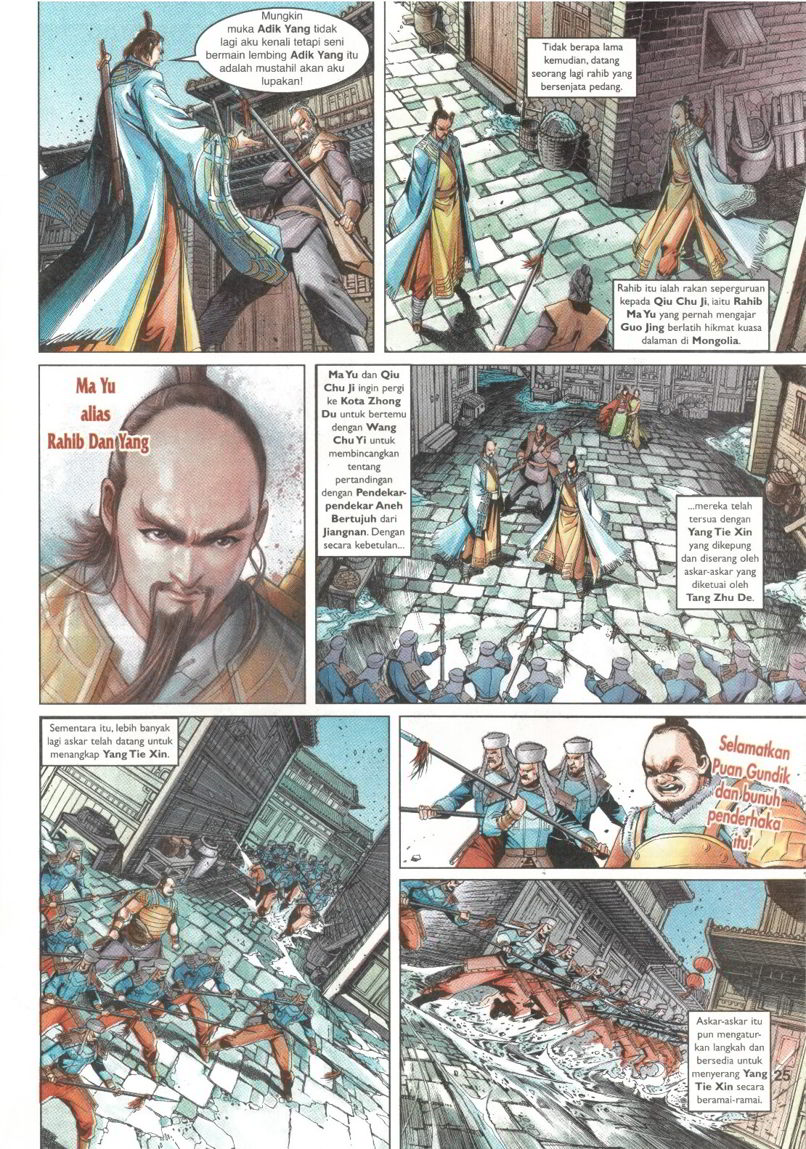 Mungkin
muka Adik Yang tidak
lagi aku kenali tetapi seni
bermain lembing Adik Yang itu
adalah mustahil akan aku
lupakan!
Tidak berapa lama
kemudian, datang
seorang lagi rahib yang
bersenjata pedang.
Rahib itu ialah rakan seperguruan
kepada Qiu Chu Ji, iaitu Rahib
Ma Yu yang pernah mengajar
Guo Jing berlatih hikmat kuasa
dalaman di Mongolia.
Ma Yu
alias
Rahib Dan Yang
Ma Yu dan Qiu
Chu Ji ingin pergi
ke Kota Zhong
Du untuk bertemu
dengan Wang
Chu Yi untuk
membincangkan
tentang
pertandingan
dengan Pendekar-
pendekar Aneh
Bertujuh dari
Jiangnan. Dengan
secara kebetulan...
...mereka telah
tersua dengan
Yang Tie Xin
yang dikepung
dan diserang oleh
askar-askar yang
diketuai oleh
Tang Zhu De.
Sementara itu, lebih banyak
lagi askar telah datang untuk
menangkap Yang Tie Xin.
Selamatkan
Puan Gundik
dan bunuh
penderhaka
itu!
Askar-askar itu
pun mengatur-
kan langkah dan
bersedia untuk
menyerang Yang
Tie Xin secara
beramai-ramai.
25